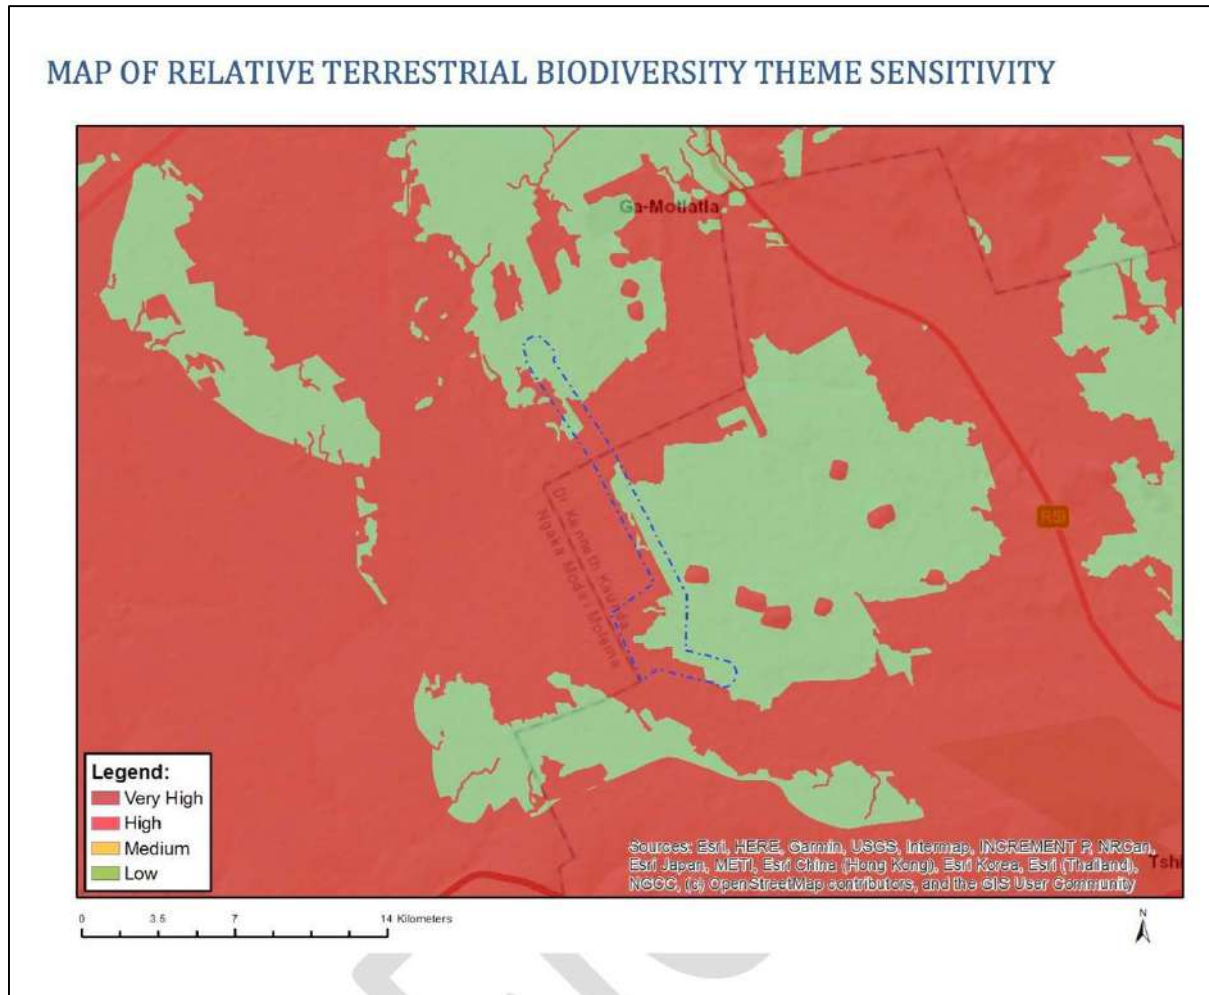 MAP OF RELATIVE TERRESTRIAL BIODIVERSITY THEME SENSITIVITY
Ga-Motlatla
R53
Dr Kenneth Kaunda
Ngaka Modiri Molema
Legend:
Very High
High
Medium
Low
Sources: Esri, HERE, Garmin, USGS, Intermap, INCREMENT P, NRCan,
Esri Japan, METI, Esri China (Hong Kong), Esri Korea, Esri (Thailand),
NGCC, (c) OpenStreetMap contributors, and the GIS User Community
Tshi
0 3.5 7 14 Kilometers
N